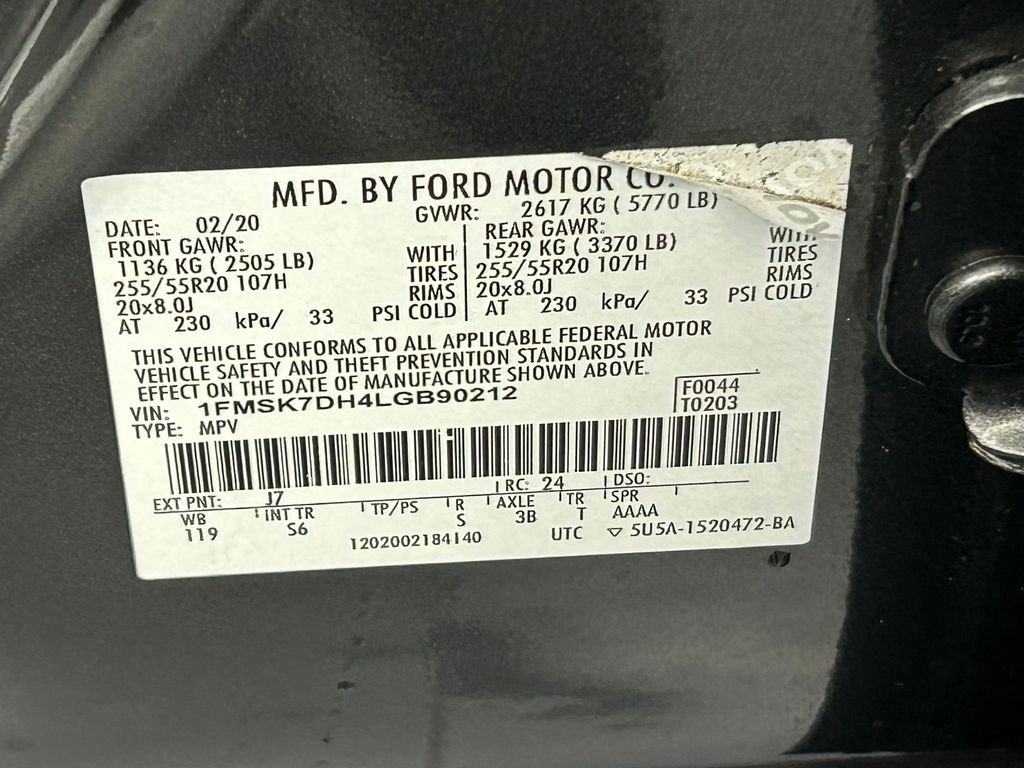 MFD. BY FORD MOTOR CO.
DATE: 02/20 GVWR: 2617 KG ( 5770 LB)
FRONT GAWR: REAR GAWR:
1136 KG ( 2505 LB) WITH 1529 KG ( 3370 LB) WITH
255/55R20 107H TIRES 255/55R20 107H TIRES
20x8.0J RIMS 20x8.0J RIMS
AT 230 kPa/ 33 PSI COLD AT 230 kPa/ 33 PSI COLD
THIS VEHICLE CONFORMS TO ALL APPLICABLE FEDERAL MOTOR
VEHICLE SAFETY AND THEFT PREVENTION STANDARDS IN
EFFECT ON THE DATE OF MANUFACTURE SHOWN ABOVE.
VIN: 1FMSK7DH4LGB90212 F0044
TYPE: MPV T0203
EXT PNT: J7 RC: 24 DSO:
WB INT TR TP/PS R AXLE TR SPR
119 S6 S 3B T AAAA
1202002184140 UTC ▽ 5U5A-1520472-BA